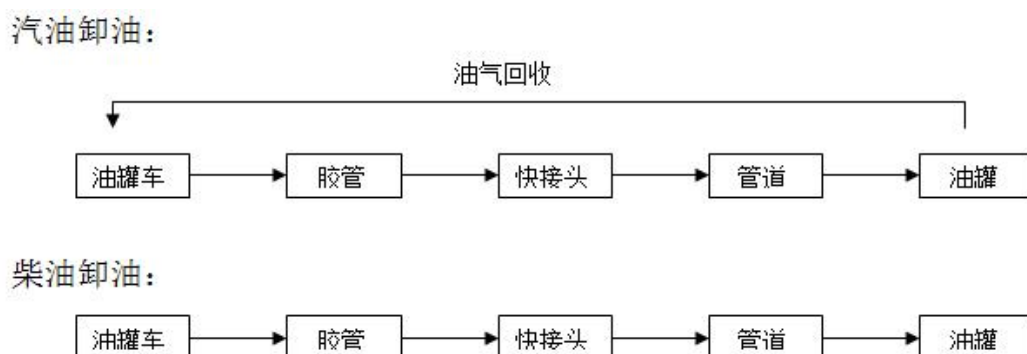 汽油卸油：
油气回收
油罐车 胶管 快接头 管道 油罐
柴油卸油：
油罐车 胶管 快接头 管道 油罐